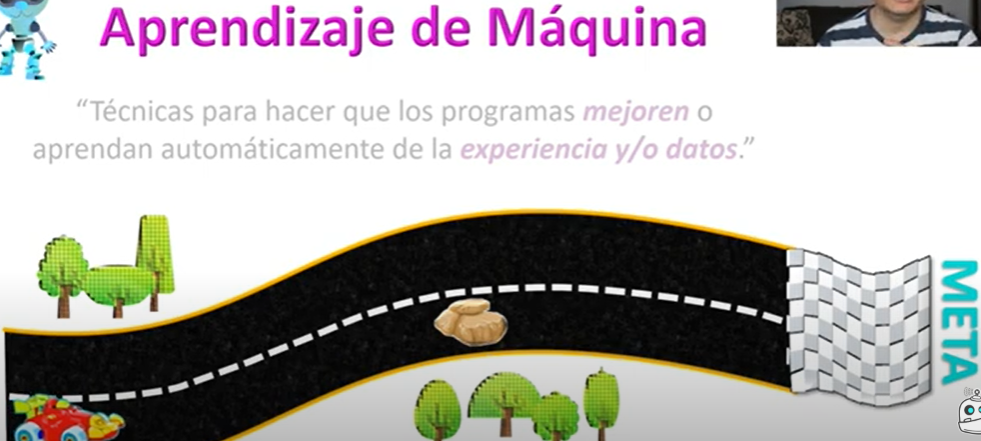 Aprendizaje de Máquina
“Técnicas para hacer que los programas mejoren o
aprendan automáticamente de la experiencia y/o datos.”
META